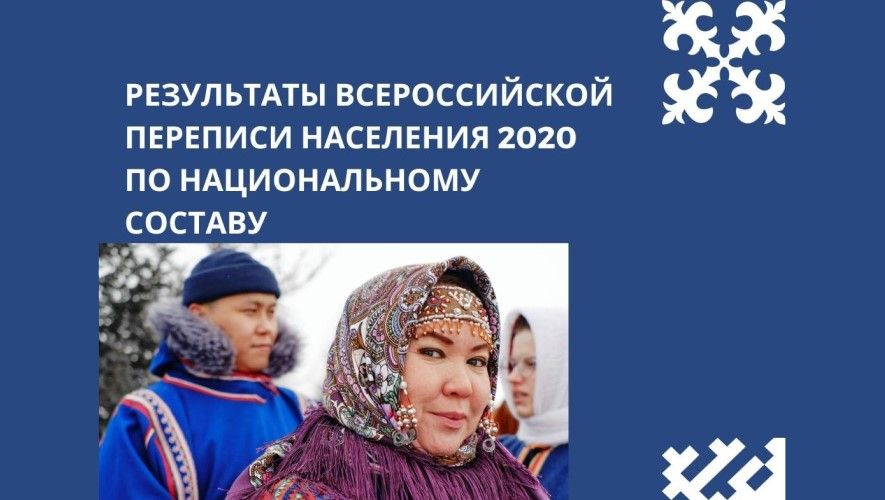 РЕЗУЛЬТАТЫ ВСЕРОССИЙСКОЙ
ПЕРЕПИСИ НАСЕЛЕНИЯ 2020
ПО НАЦИОНАЛЬНОМУ
СОСТАВУ